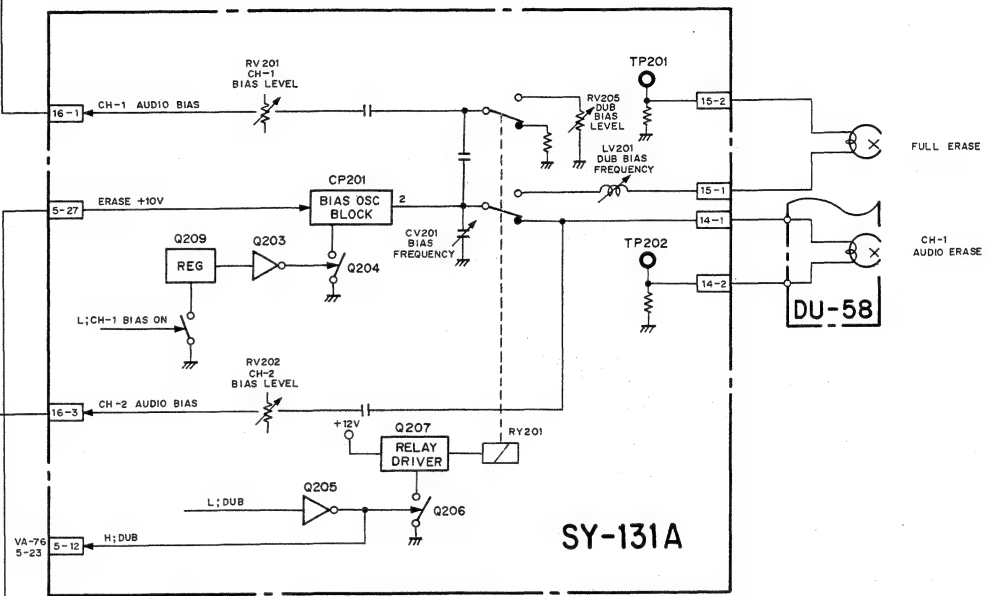 RV201
CH-1
BIAS LEVEL
TP201
16-1
CH-1 AUDIO BIAS
RV205
DUB
BIAS
LEVEL
15-2
FULL ERASE
LV201
DUB BIAS
FREQUENCY
CP201
BIAS OSC
BLOCK
2
15-1
5-27
ERASE +10V
14-1
CV201
BIAS
FREQUENCY
Q209
REG
Q203
Q204
TP202
CH-1
AUDIO ERASE
14-2
DU-58
L;CH-1 BIAS ON
RV202
CH-2
BIAS LEVEL
16-3
CH-2 AUDIO BIAS
+12V
Q207
RELAY
DRIVER
RY201
Q205
L;DUB
Q206
VA-76
5-23
5-12
H;DUB
SY-131A